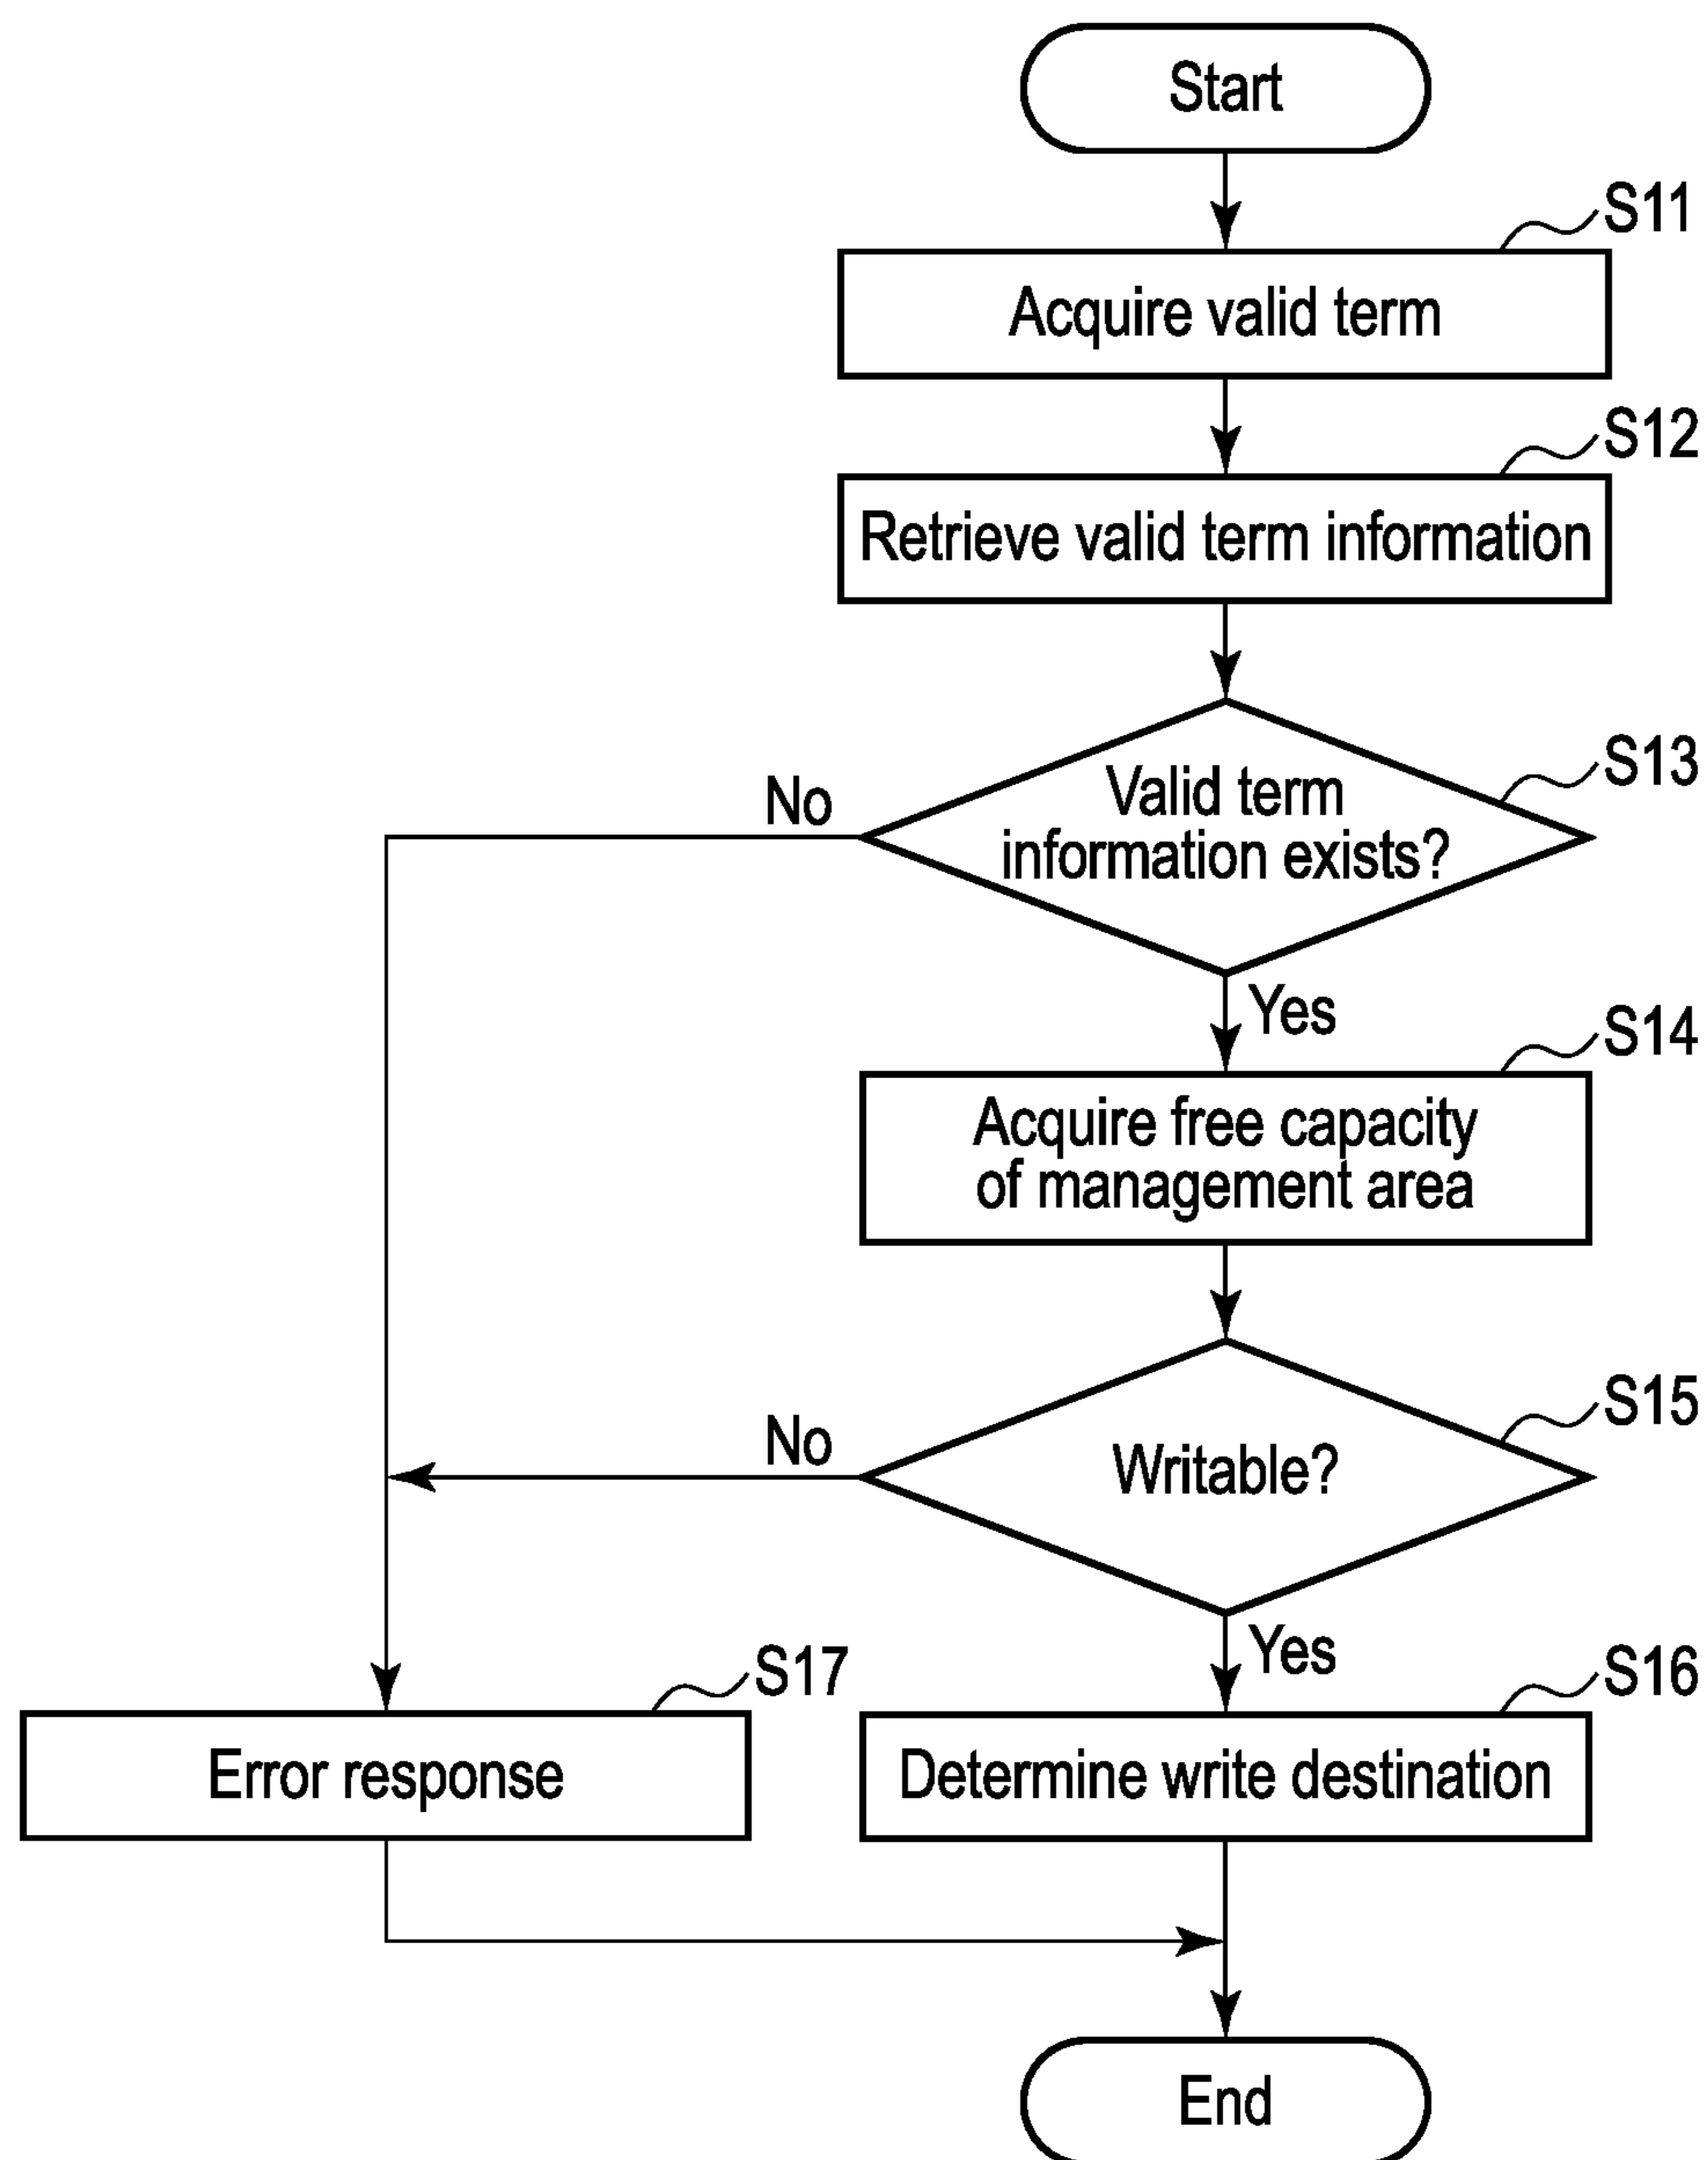 Start
S11
Acquire valid term
S12
Retrieve valid term information
S13
No
Valid term
information exists?
Yes
S14
Acquire free capacity
of management area
S15
No
Writable?
Yes
S17
S16
Error response
Determine write destination
End